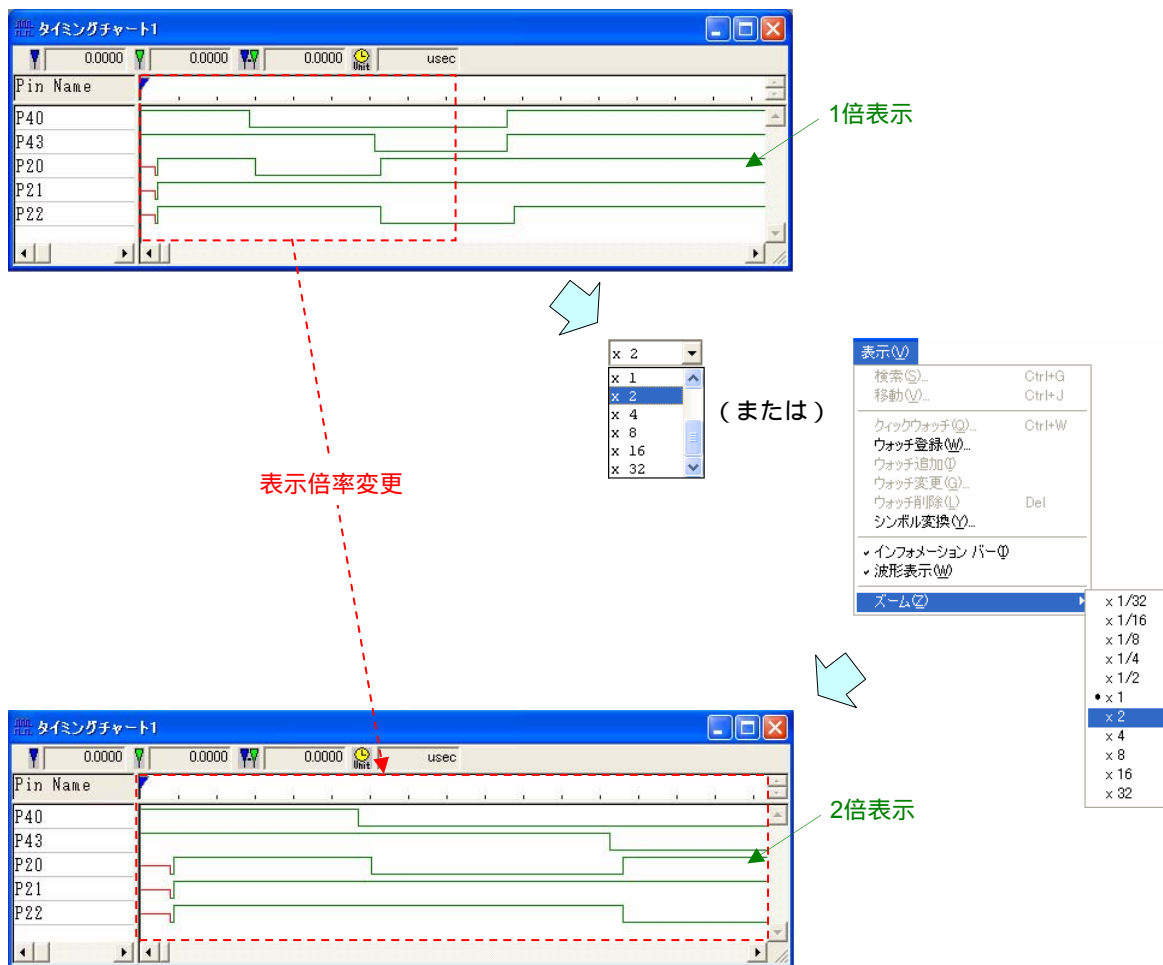 タイミングチャート1
0.0000 0.0000 0.0000 Unit usec
Pin Name
P40
P43
P20
P21
P22
1倍表示
x 2
x 1
x 2
x 4
x 8
x 16
x 32
(または)
表示(V)
検索(S)... Ctrl+G
移動(V)... Ctrl+J
クイックウォッチ(Q)... Ctrl+W
ウォッチ登録(W)...
ウォッチ追加(I)
ウォッチ変更(G)...
ウォッチ削除(L) Del
シンボル変換(Y)...
インフォメーション バー(I)
波形表示(W)
ズーム(Z)
x 1/32
x 1/16
x 1/8
x 1/4
x 1/2
x 1
x 2
x 4
x 8
x 16
x 32
表示倍率変更
タイミングチャート1
0.0000 0.0000 0.0000 Unit usec
Pin Name
P40
P43
P20
P21
P22
2倍表示